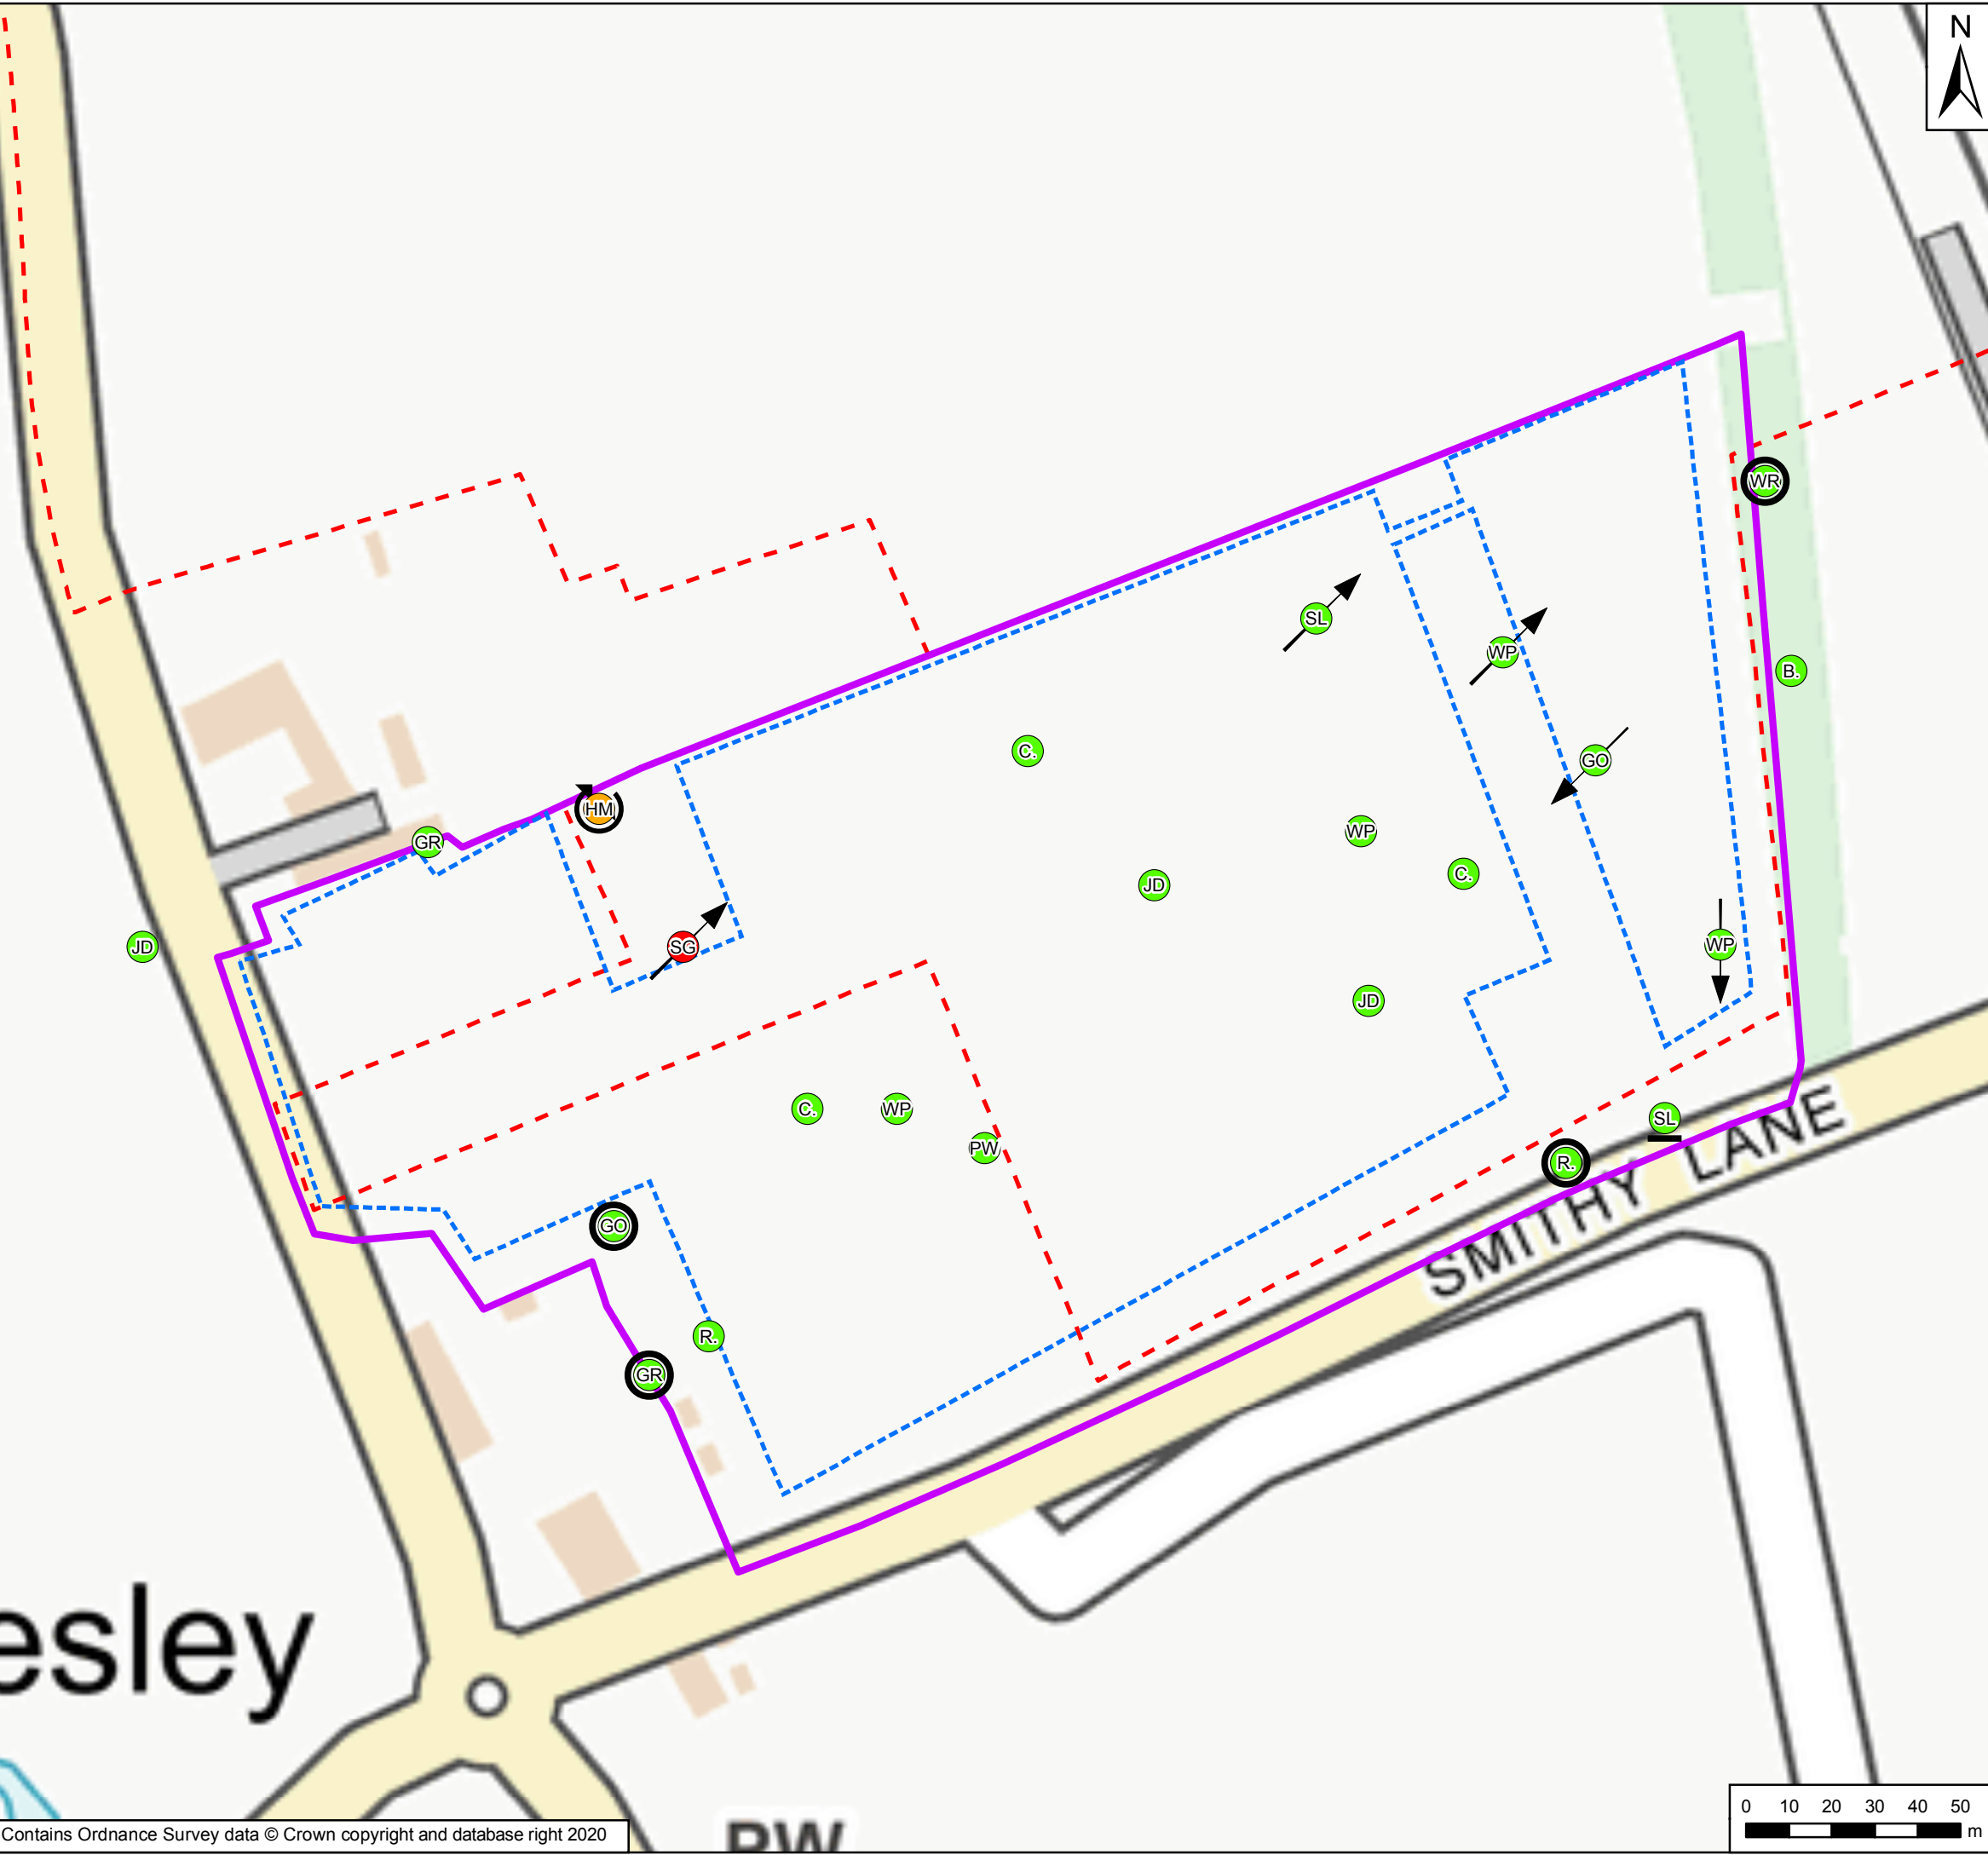 N
WR
SL
WP
B.
C.
GO
HM
WP
GR
C.
JD
JD
SG
WP
JD
C.
WP
SL
PW
R.
SMITHY LANE
GO
R.
GR
esley
0 10 20 30 40 50
m
Contains Ordnance Survey data © Crown copyright and database right 2020
PW